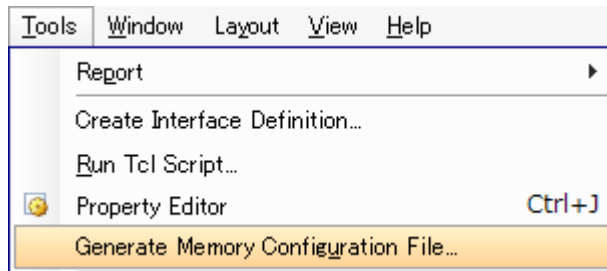 Tools Window Layout View Help
Report
Create Interface Definition...
Run Tcl Script...
Property Editor Ctrl+J
Generate Memory Configuration File...